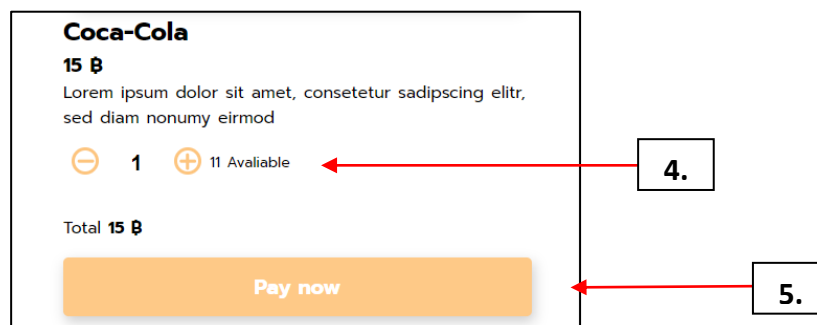 Coca-Cola
15 ฿
Lorem ipsum dolor sit amet, consetetur sadipscing elitr,
sed diam nonumy eirmod
1 11 Avaliable
4.
Total 15 ฿
Pay now
5.